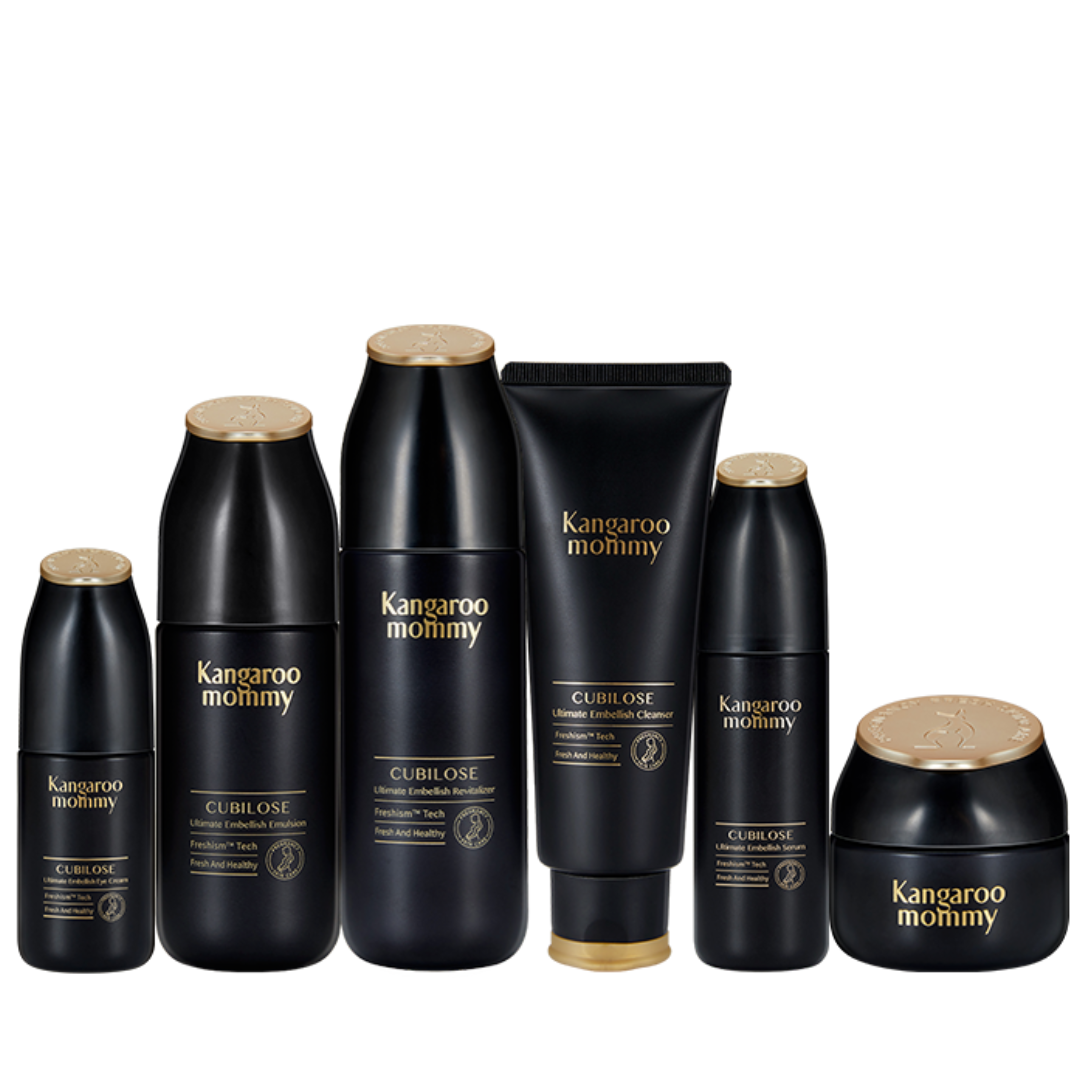 Kangaroo
mommy
CUBILOSE
Ultimate Embellish Eye Cream
Freshism™ Tech
Fresh And Healthy
Kangaroo
mommy
CUBILOSE
Ultimate Embellish Emulsion
Freshism™ Tech
Fresh And Healthy
Kangaroo
mommy
CUBILOSE
Ultimate Embellish Revitalizer
Freshism™ Tech
Fresh And Healthy
Kangaroo
mommy
CUBILOSE
Ultimate Embellish Cleanser
Freshism™ Tech
Fresh And Healthy
Kangaroo
mommy
CUBILOSE
Ultimate Embellish Serum
Freshism™ Tech
Fresh And Healthy
Kangaroo
mommy